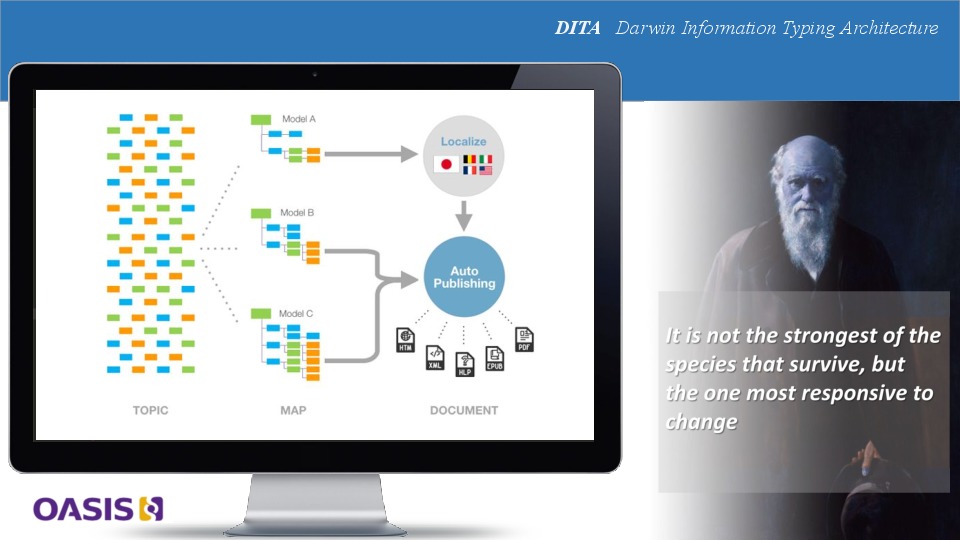 DITA Darwin Information Typing Architecture
Model A
Localize
Model B
Auto
Publishing
Model C
HTM
XML
HLP
EPUB
PDF
TOPIC
MAP
DOCUMENT
It is not the strongest of the
species that survive, but
the one most responsive to
change
OASIS